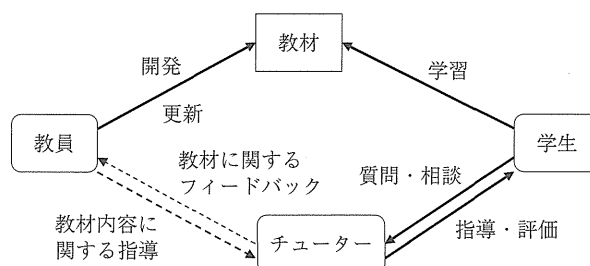 教材
開発
学習
更新
教員
学生
教材に関する
フィードバック
質問・相談
教材内容に
関する指導
チューター
指導・評価